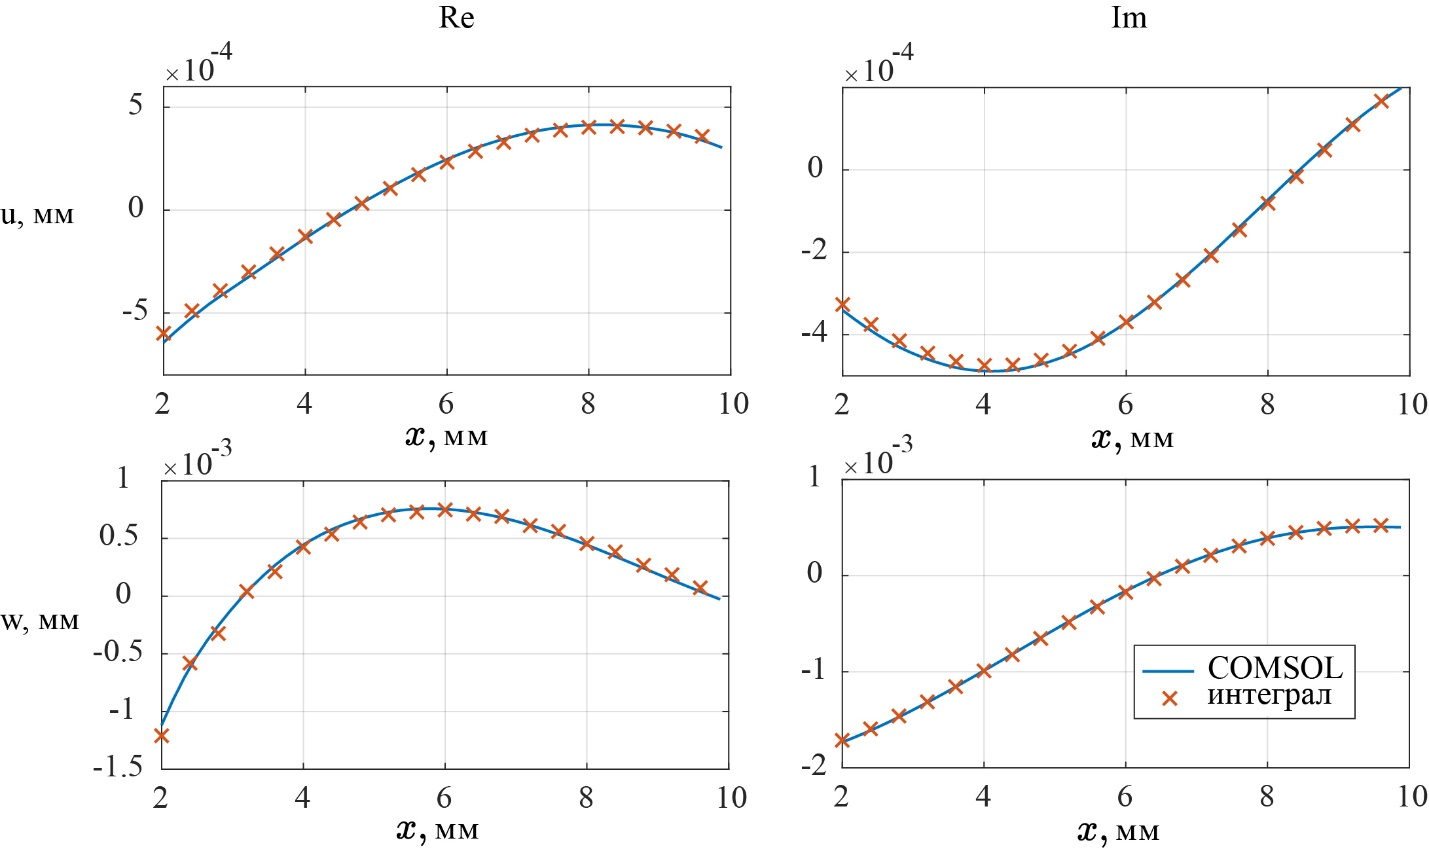 Re Im
×10⁻⁴ ×10⁻⁴
5
0 0
u, мм
-2
-5 -4
2 4 6 8 10 2 4 6 8 10
x, мм x, мм
×10⁻³ ×10⁻³
1 1
0.5
0 0
w, мм
-0.5
-1 -1
-1.5 -2
COMSOL
интеграл
2 4 6 8 10 2 4 6 8 10
x, мм x, мм